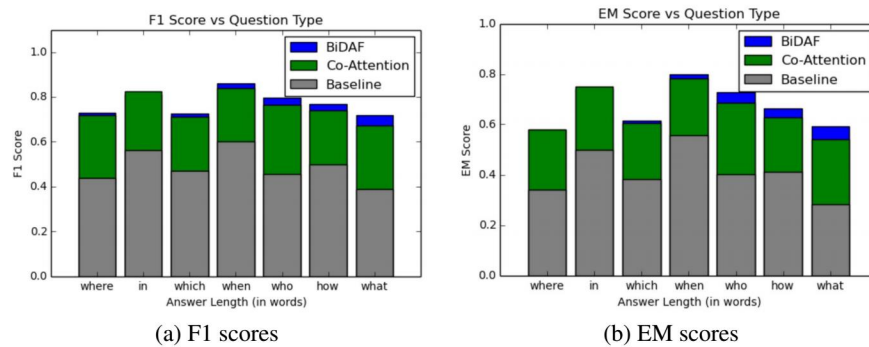 F1 Score vs Question Type
1.0
0.8
0.6
0.4
0.2
0.0
F1 Score
BiDAF
Co-Attention
Baseline
where in which when who how what
Answer Length (in words)
(a) F1 scores
EM Score vs Question Type
1.0
0.8
0.6
0.4
0.2
0.0
EM Score
BiDAF
Co-Attention
Baseline
where in which when who how what
Answer Length (in words)
(b) EM scores